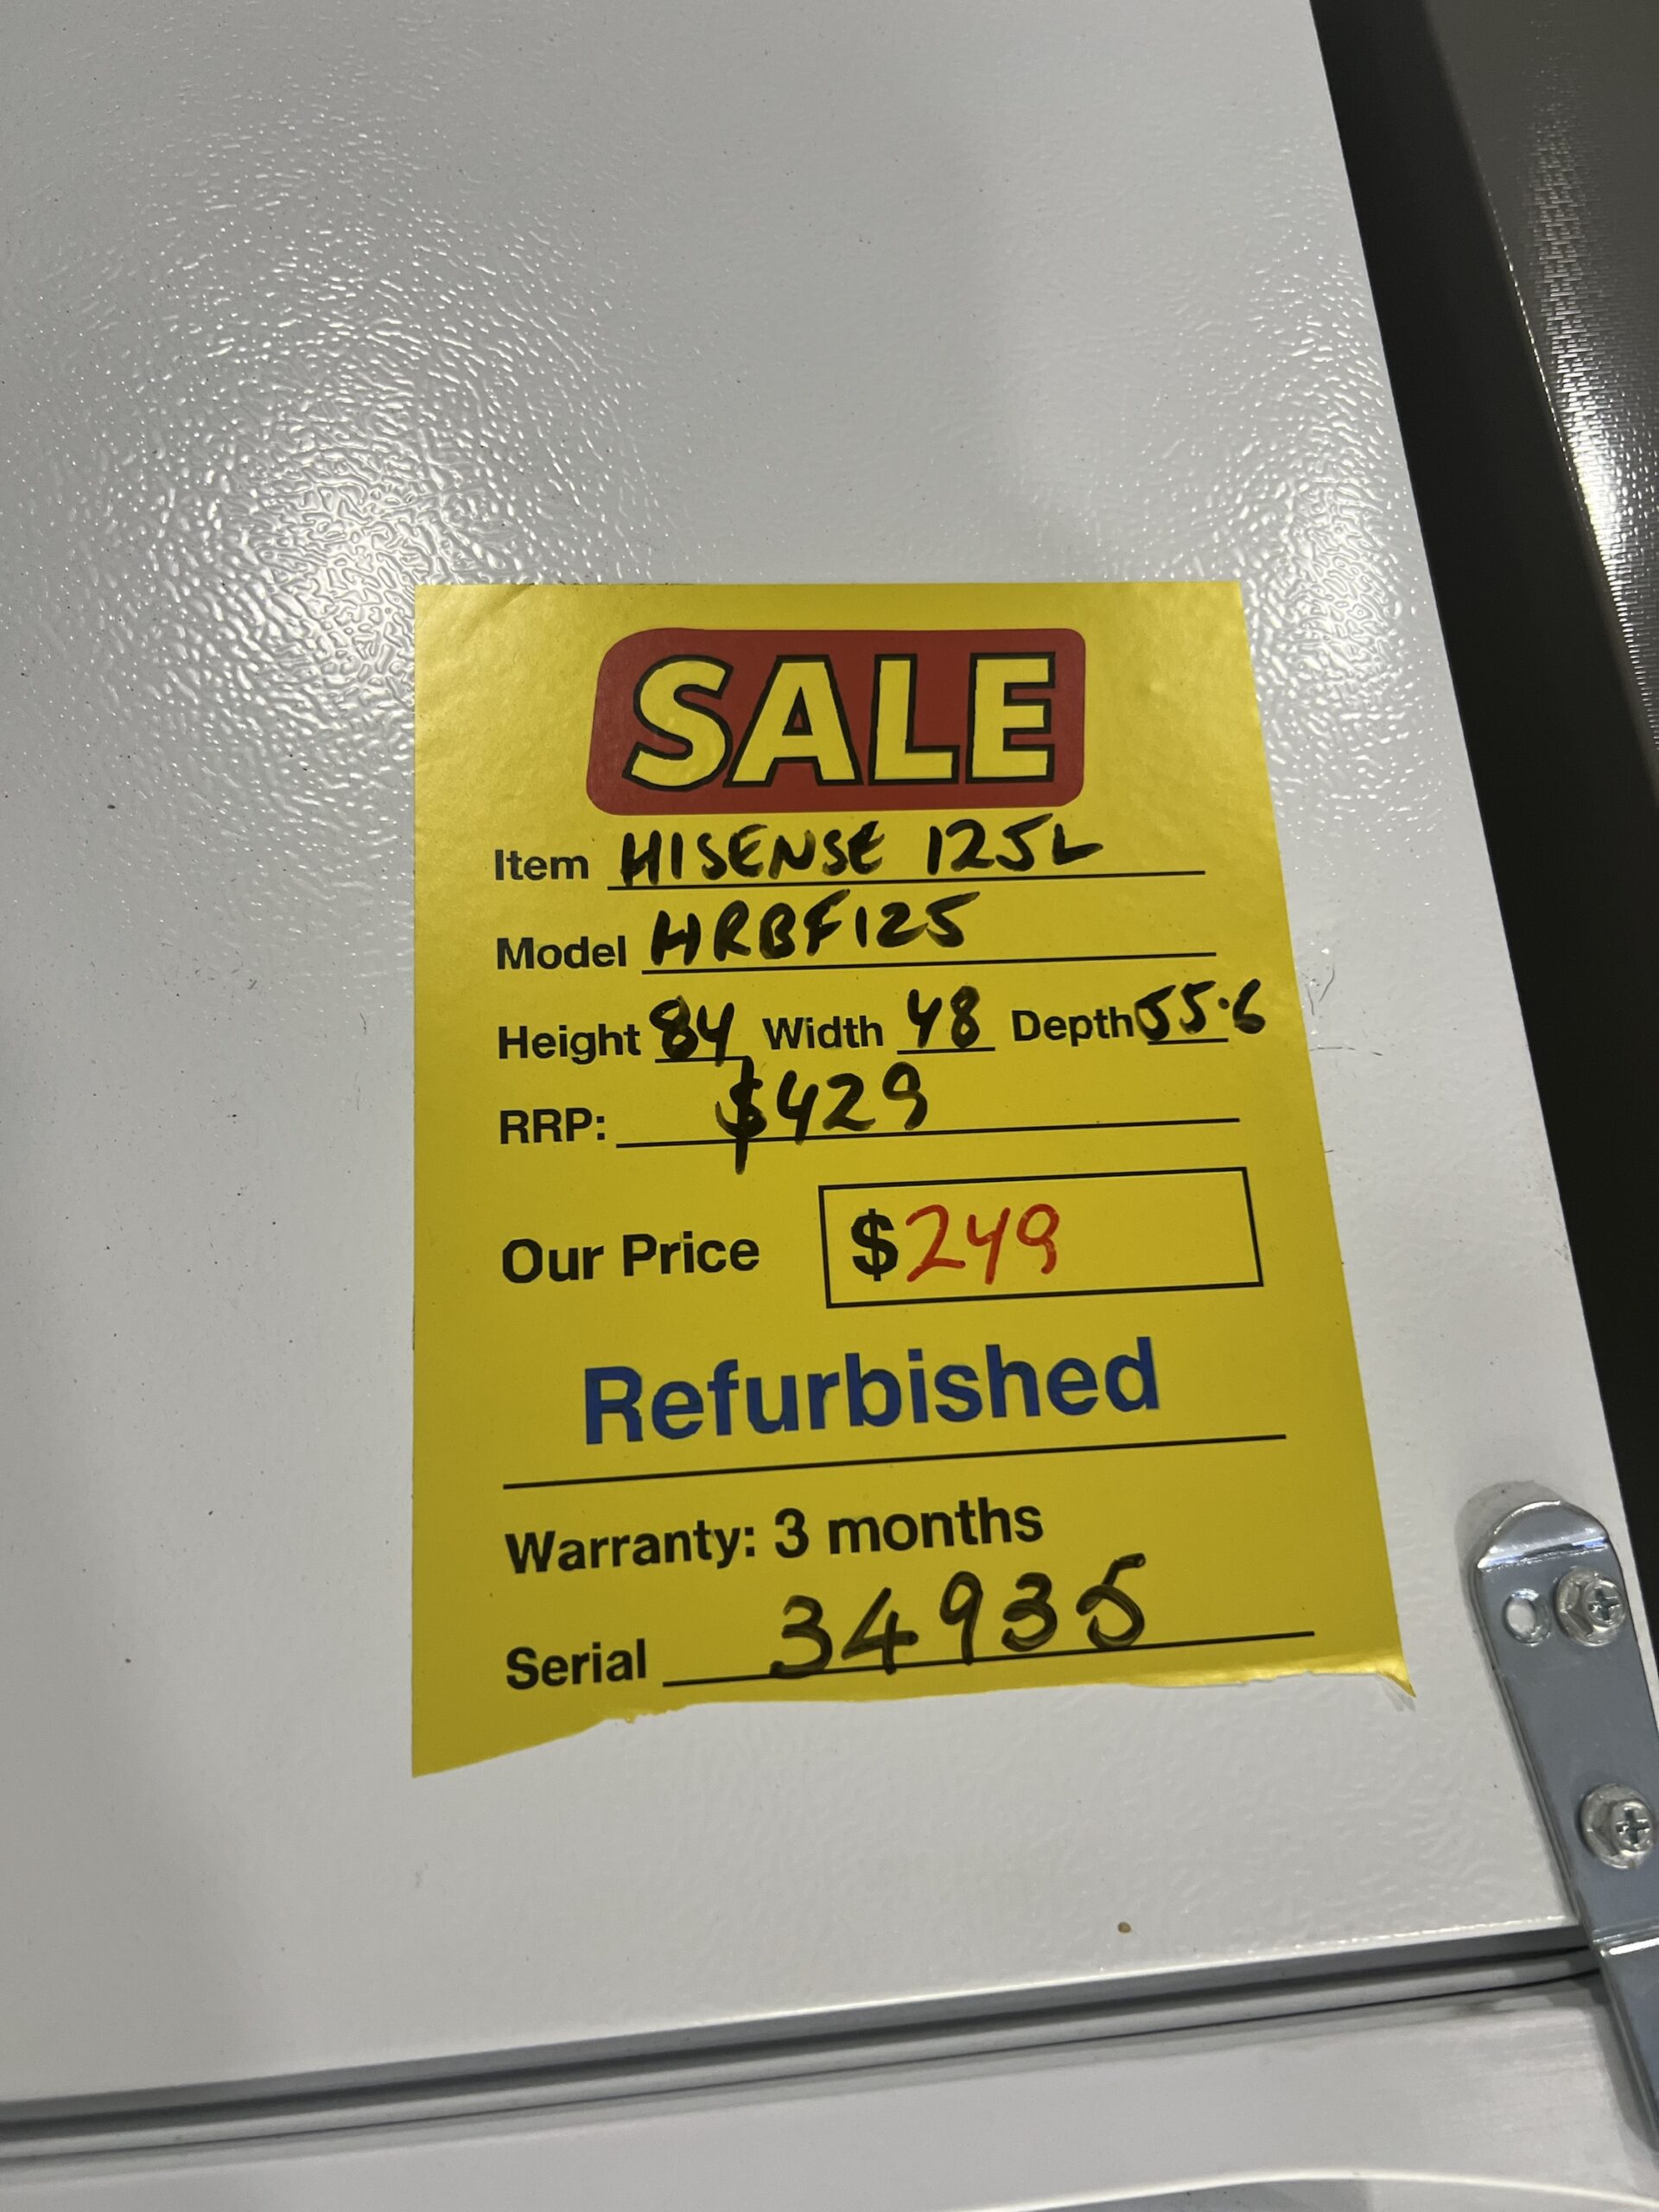 SALE
Item HISENSE 125L
Model HRBF125
Height 84 Width 48 Depth 55.6
RRP: $429
Our Price $249
Refurbished
Warranty: 3 months
Serial 34935